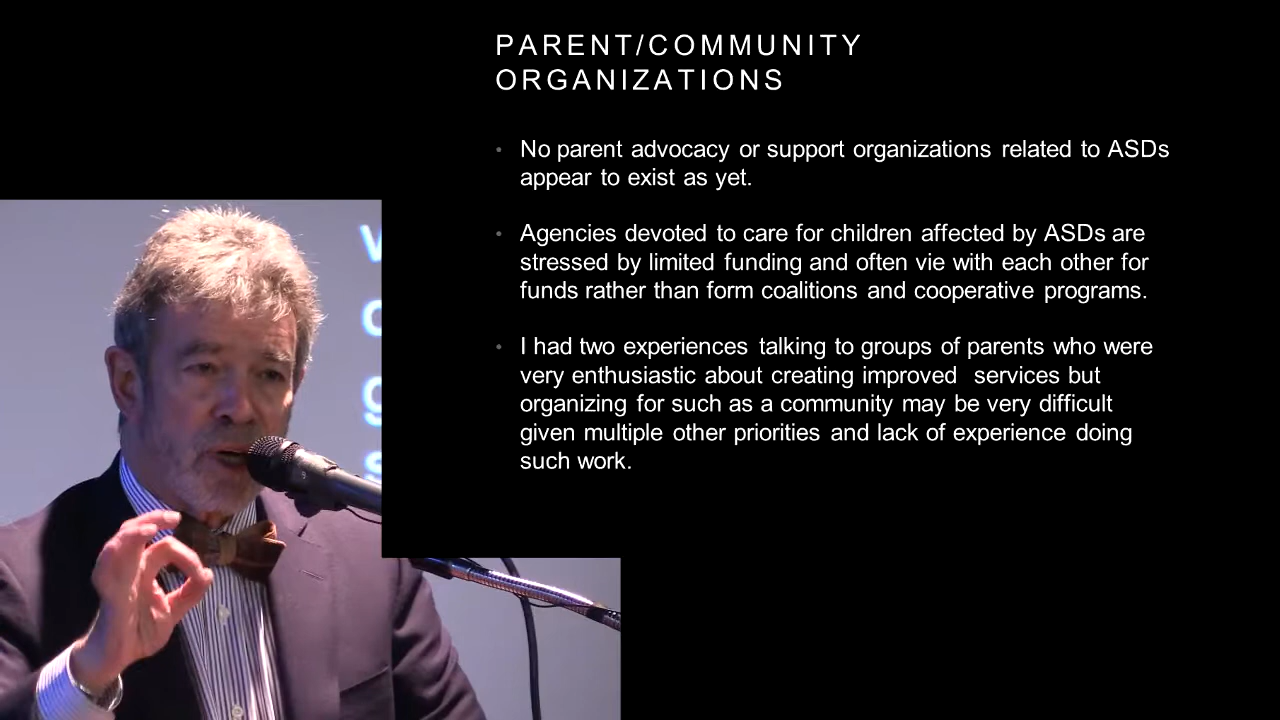 PARENT/COMMUNITY
ORGANIZATIONS
• No parent advocacy or support organizations related to ASDs
appear to exist as yet.
• Agencies devoted to care for children affected by ASDs are
stressed by limited funding and often vie with each other for
funds rather than form coalitions and cooperative programs.
• I had two experiences talking to groups of parents who were
very enthusiastic about creating improved services but
organizing for such as a community may be very difficult
given multiple other priorities and lack of experience doing
such work.